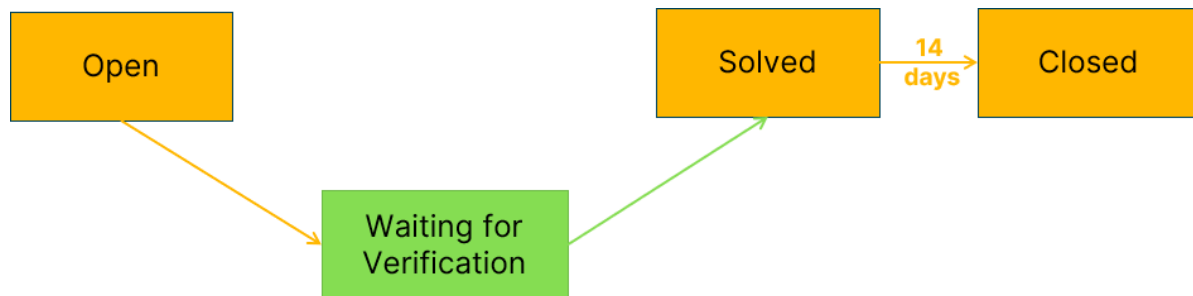 Open
Solved
14
days
Closed
Waiting for
Verification